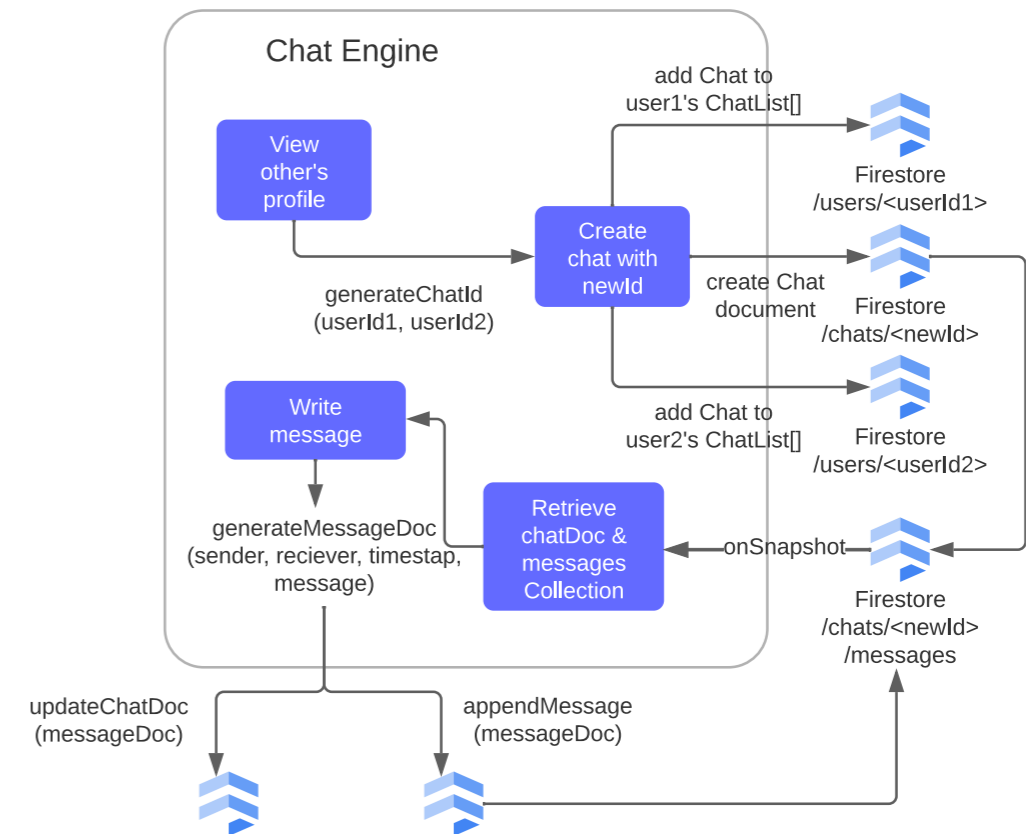 Chat Engine
add Chat to
user1's ChatList[]
View
other's
profile
Firestore
/users/<userId1>
Create
chat with
newId
generateChatId
(userId1, userId2)
create Chat
document
Firestore
/chats/<newId>
Write
message
add Chat to
user2's ChatList[]
Firestore
/users/<userId2>
generateMessageDoc
(sender, reciever, timestap,
message)
Retrieve
chatDoc &
messages
Collection
onSnapshot
Firestore
/chats/<newId>
/messages
updateChatDoc
(messageDoc)
appendMessage
(messageDoc)